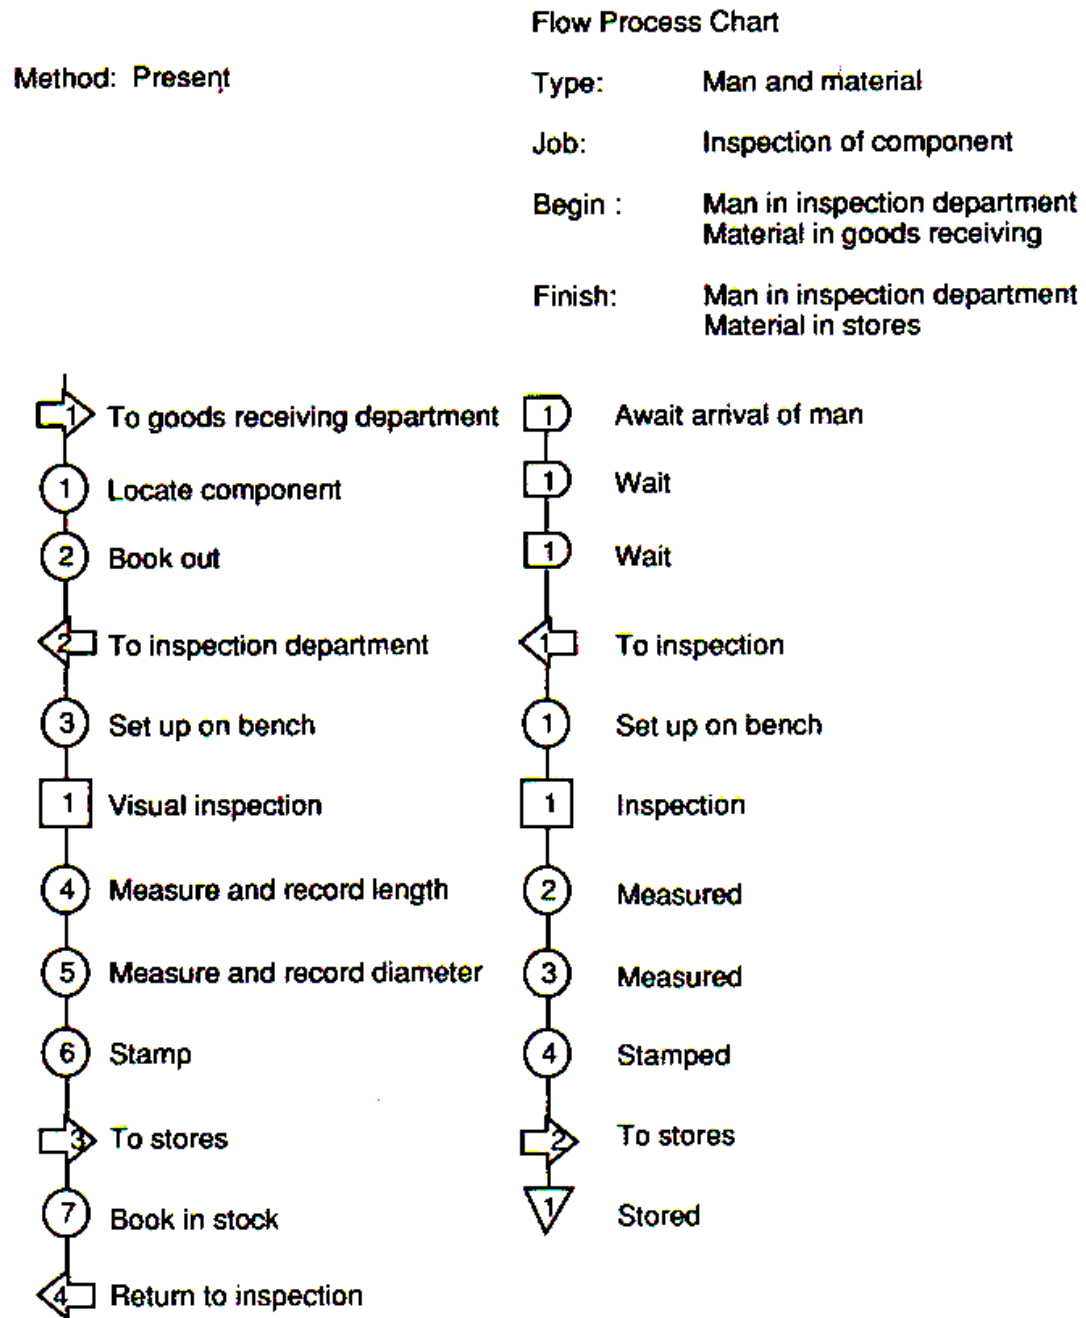 Flow Process Chart
Method: Present
Type: Man and material
Job: Inspection of component
Begin : Man in inspection department
Material in goods receiving
Finish: Man in inspection department
Material in stores
1 To goods receiving department
1 Await arrival of man
1 Locate component
1 Wait
2 Book out
1 Wait
2 To inspection department
1 To inspection
3 Set up on bench
1 Set up on bench
1 Visual inspection
1 Inspection
4 Measure and record length
2 Measured
5 Measure and record diameter
3 Measured
6 Stamp
4 Stamped
3 To stores
2 To stores
7 Book in stock
1 Stored
4 Return to inspection